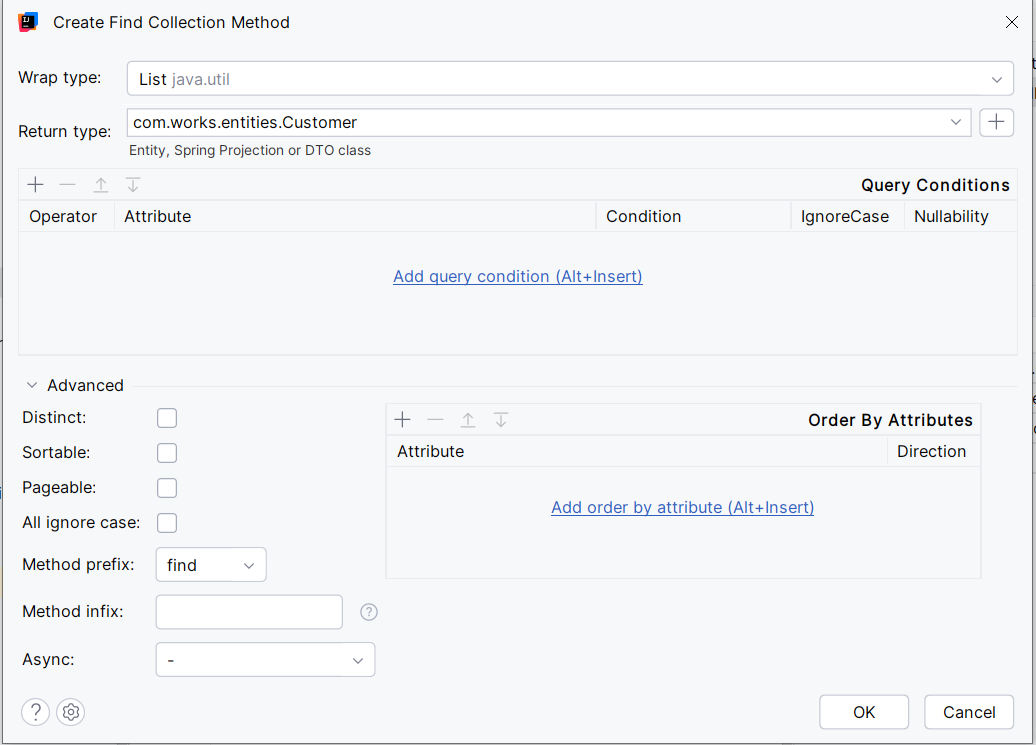 Create Find Collection Method
Wrap type: List java.util
Return type: com.works.entities.Customer
Entity, Spring Projection or DTO class
Query Conditions
Operator Attribute Condition IgnoreCase Nullability
Add query condition (Alt+Insert)
Advanced
Distinct:
Sortable:
Pageable:
All ignore case:
Method prefix: find
Method infix: ?
Async: -
Order By Attributes
Attribute Direction
Add order by attribute (Alt+Insert)
? OK Cancel